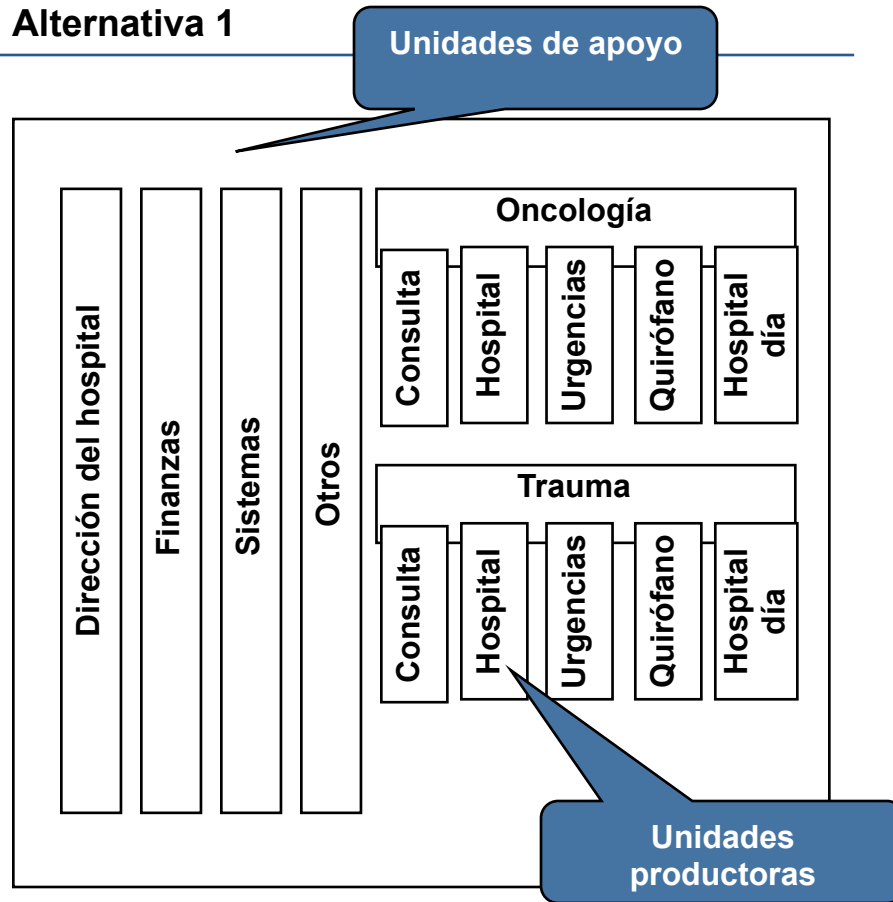 Alternativa 1
Unidades de apoyo
Dirección del hospital
Finanzas
Sistemas
Otros
Oncología
Consulta
Hospital
Urgencias
Quirófano
Hospital
día
Trauma
Consulta
Hospital
Urgencias
Quirófano
Hospital
día
Unidades
productoras